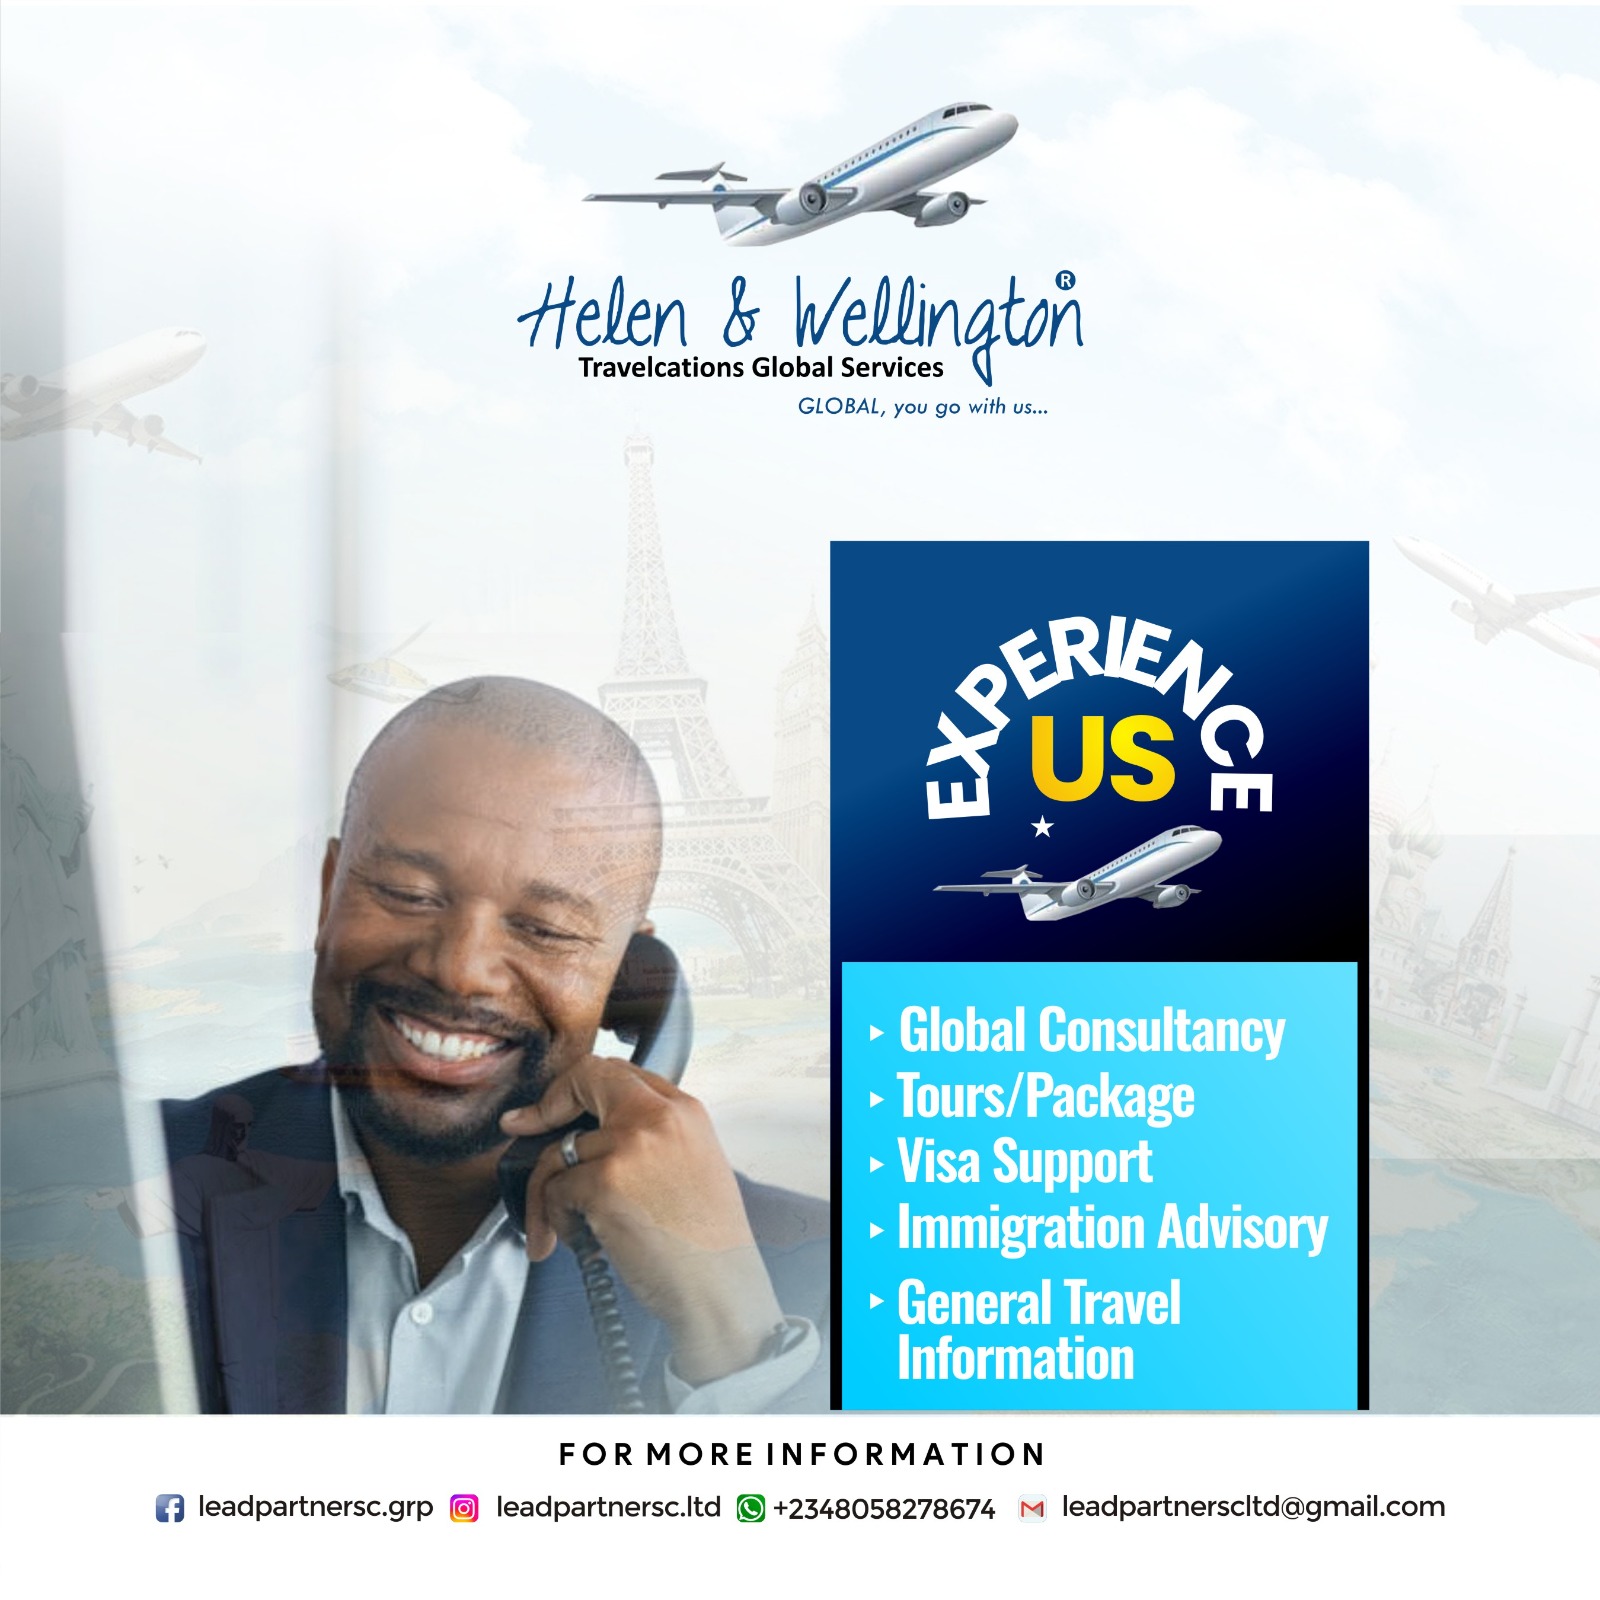 Helen & Wellington®
Travelcations Global Services
GLOBAL, you go with us...
EXPERIENCE
US
Global Consultancy
Tours/Package
Visa Support
Immigration Advisory
General Travel
Information
FOR MORE INFORMATION
leadpartnersc.grp leadpartnersc.ltd +2348058278674 leadpartnerscltd@gmail.com